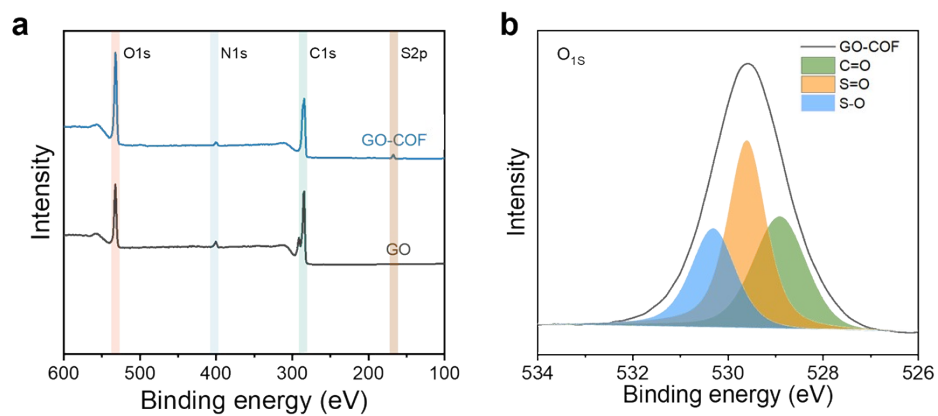 a
O1s N1s C1s S2p
GO-COF
GO
Intensity
600 500 400 300 200 100
Binding energy (eV)
b
O1S
GO-COF
C=O
S=O
S-O
Intensity
534 532 530 528 526
Binding energy (eV)